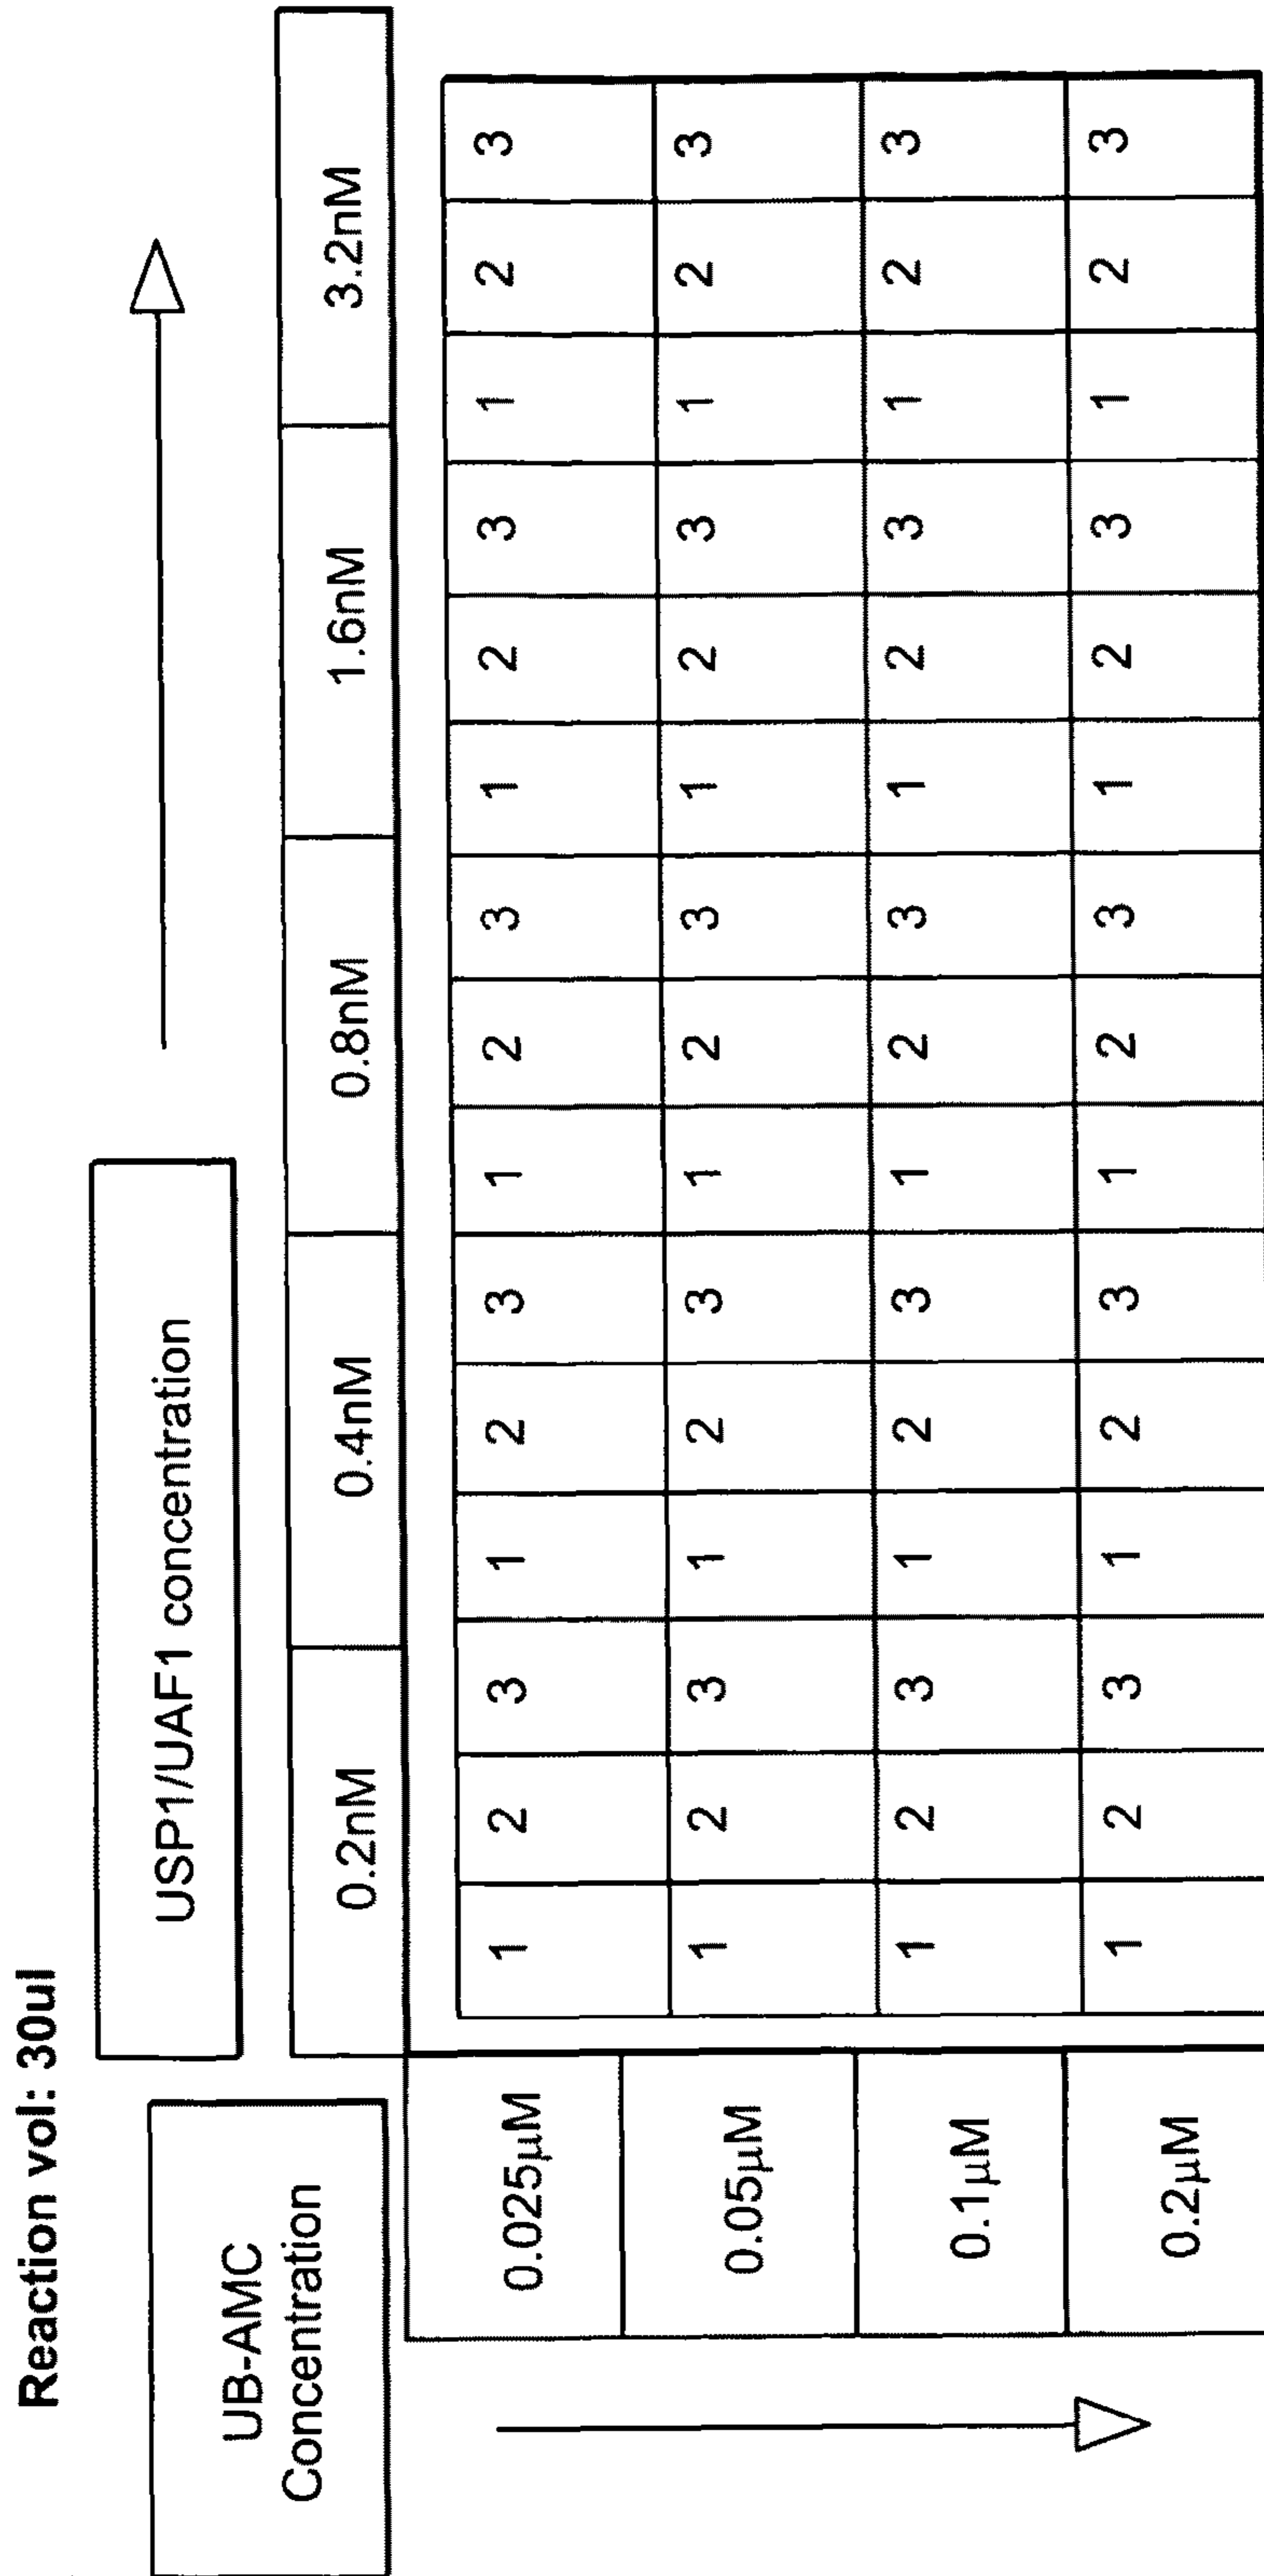 Reaction vol: 30ul
USP1/UAF1 concentration
UB-AMC
Concentration
0.2nM 0.4nM 0.8nM 1.6nM 3.2nM
0.025μM 1 2 3 1 2 3 1 2 3 1 2 3 1 2 3
0.05μM 1 2 3 1 2 3 1 2 3 1 2 3 1 2 3
0.1μM 1 2 3 1 2 3 1 2 3 1 2 3 1 2 3
0.2μM 1 2 3 1 2 3 1 2 3 1 2 3 1 2 3